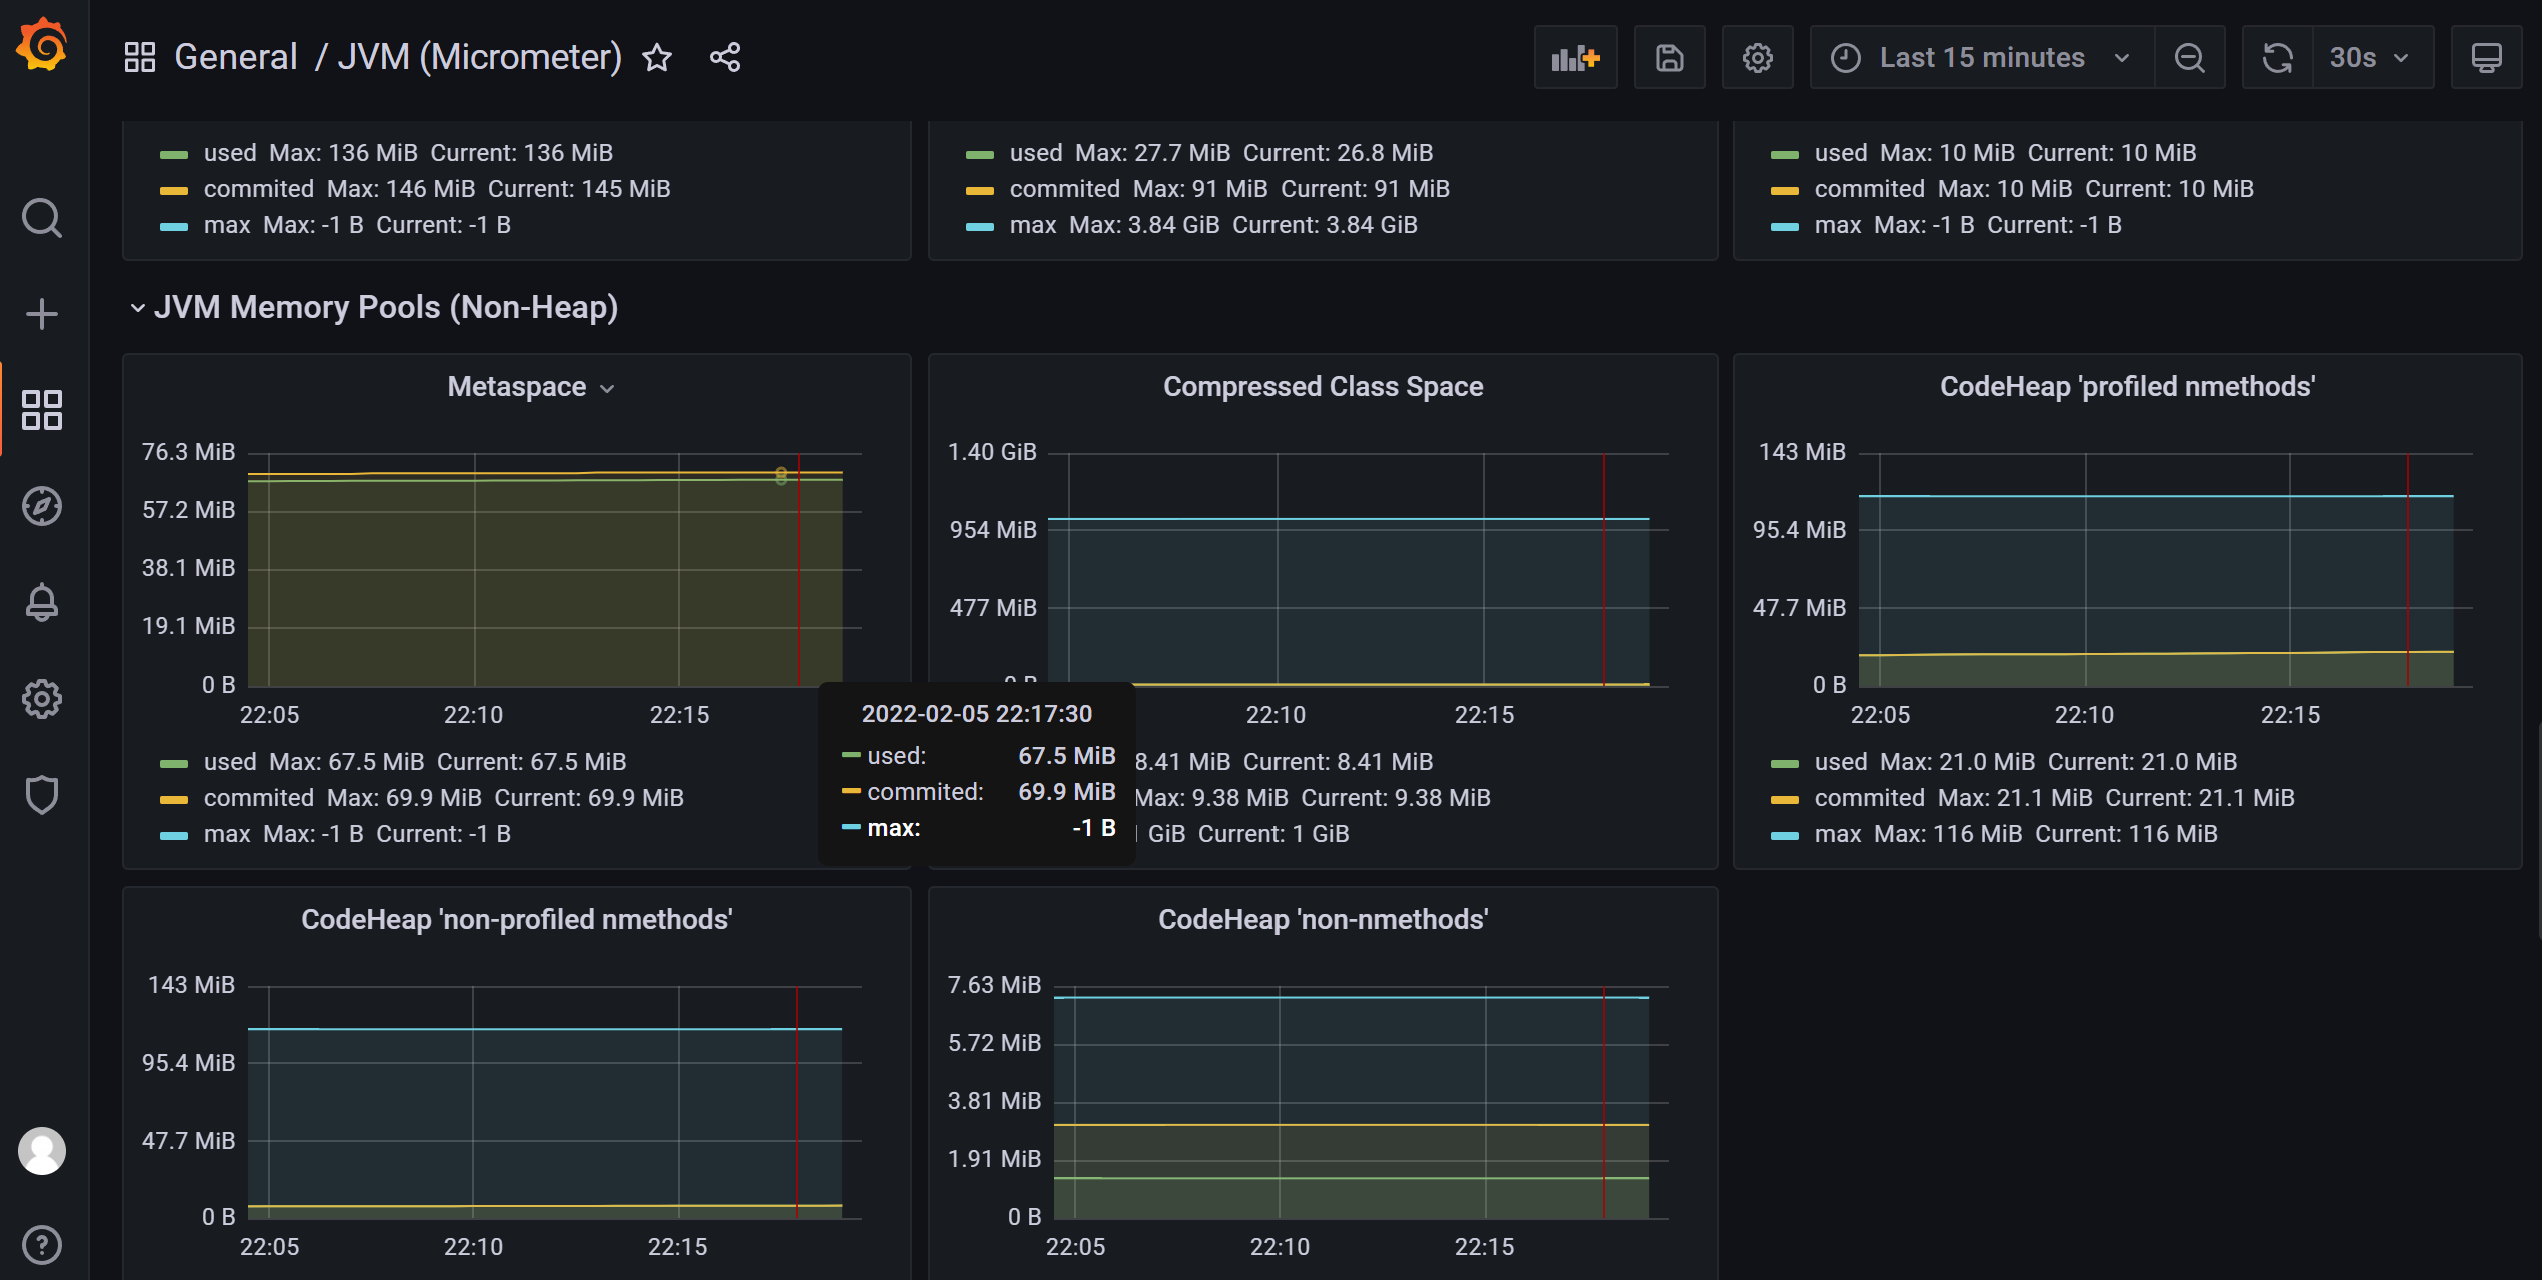 General / JVM (Micrometer)
Last 15 minutes
30s
used Max: 136 MiB Current: 136 MiB
commited Max: 146 MiB Current: 145 MiB
max Max: -1 B Current: -1 B
used Max: 27.7 MiB Current: 26.8 MiB
commited Max: 91 MiB Current: 91 MiB
max Max: 3.84 GiB Current: 3.84 GiB
used Max: 10 MiB Current: 10 MiB
commited Max: 10 MiB Current: 10 MiB
max Max: -1 B Current: -1 B
JVM Memory Pools (Non-Heap)
Metaspace
76.3 MiB
57.2 MiB
38.1 MiB
19.1 MiB
0 B
22:05 22:10 22:15
used Max: 67.5 MiB Current: 67.5 MiB
commited Max: 69.9 MiB Current: 69.9 MiB
max Max: -1 B Current: -1 B
2022-02-05 22:17:30
used: 67.5 MiB
commited: 69.9 MiB
max: -1 B
Compressed Class Space
1.40 GiB
954 MiB
477 MiB
0 B
22:10 22:15
8.41 MiB Current: 8.41 MiB
Max: 9.38 MiB Current: 9.38 MiB
GiB Current: 1 GiB
CodeHeap 'profiled nmethods'
143 MiB
95.4 MiB
47.7 MiB
0 B
22:05 22:10 22:15
used Max: 21.0 MiB Current: 21.0 MiB
commited Max: 21.1 MiB Current: 21.1 MiB
max Max: 116 MiB Current: 116 MiB
CodeHeap 'non-profiled nmethods'
143 MiB
95.4 MiB
47.7 MiB
0 B
22:05 22:10 22:15
CodeHeap 'non-nmethods'
7.63 MiB
5.72 MiB
3.81 MiB
1.91 MiB
0 B
22:05 22:10 22:15